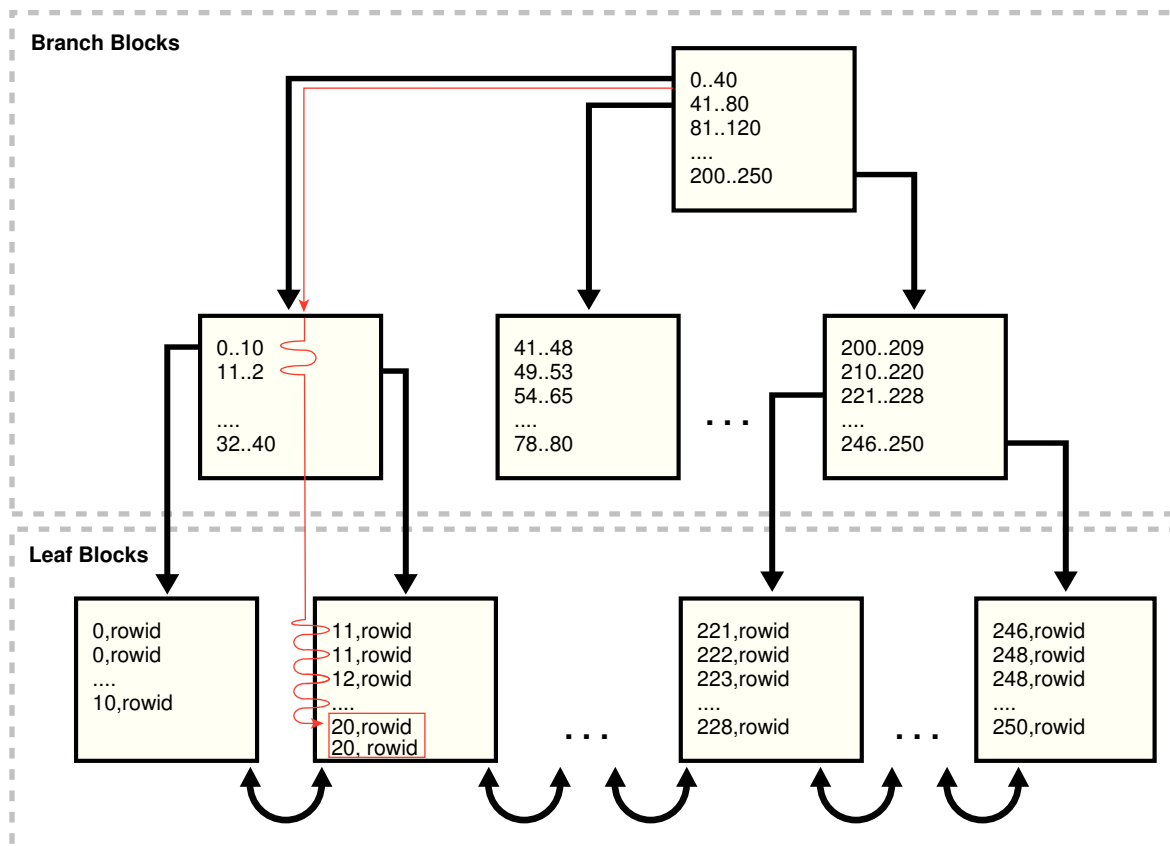 Branch Blocks
0..40
41..80
81..120
....
200..250
0..10
11..2
....
32..40
41..48
49..53
54..65
....
78..80
...
200..209
210..220
221..228
....
246..250
Leaf Blocks
0,rowid
0,rowid
....
10,rowid
11,rowid
11,rowid
12,rowid
....
20,rowid
20, rowid
...
221,rowid
222,rowid
223,rowid
....
228,rowid
...
246,rowid
248,rowid
248,rowid
....
250,rowid